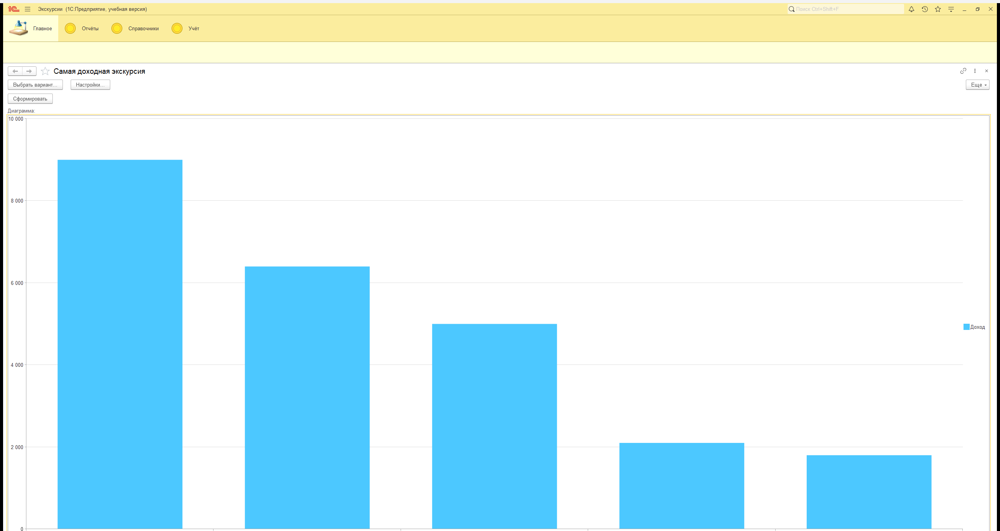 1С Экскурсии (1С:Предприятие, учебная версия) Поиск Ctrl+Shift+F
Главное Отчёты Справочники Учёт
Самая доходная экскурсия
Выбрать вариант... Настройки... Еще
Сформировать
Диаграмма:
10 000
8 000
6 000
Доход
4 000
2 000
0